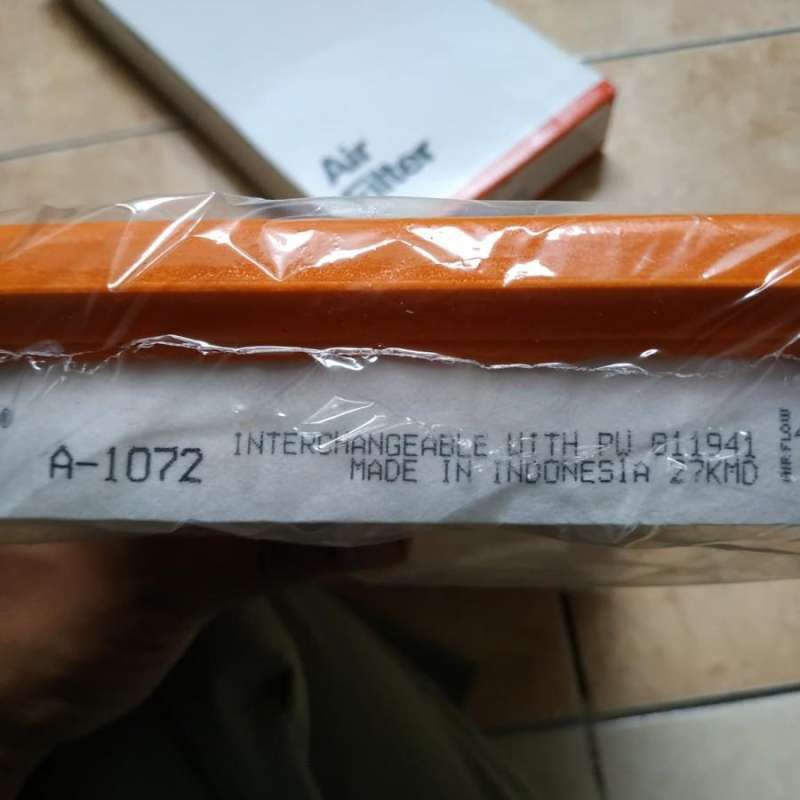 Air
Filter
®
A-1072
INTERCHANGEABLE WITH PW 811941
MADE IN INDONESIA 27KMD
AIR FLOW